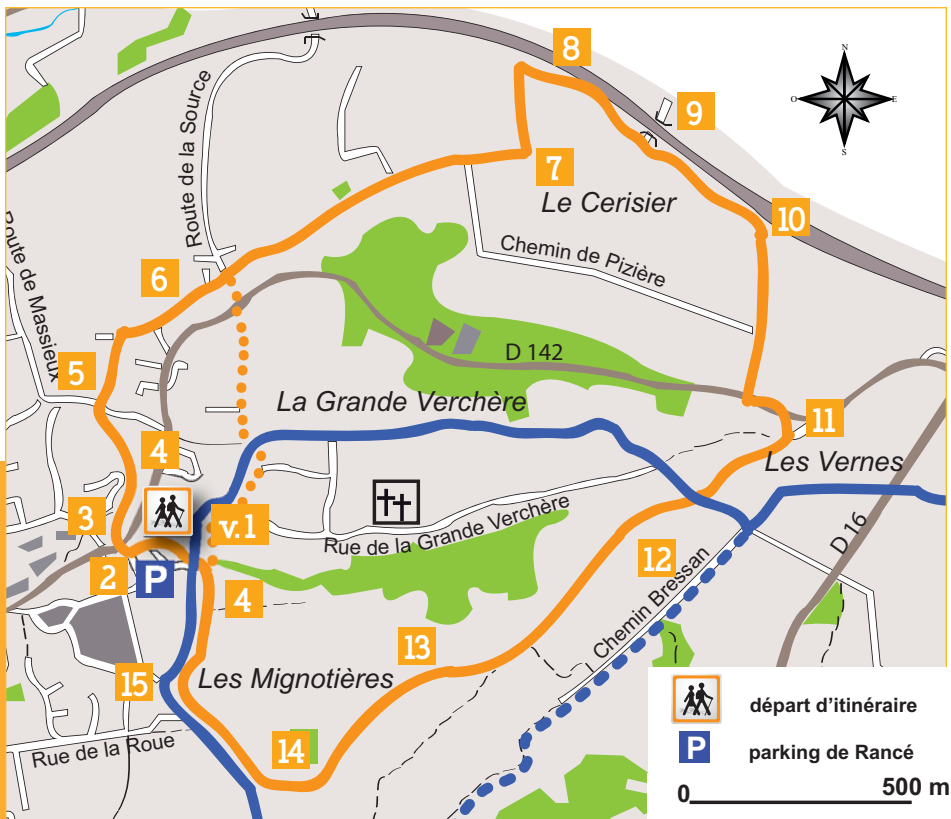 N
O
E
S
8
9
7
Route de la Source
Le Cerisier
10
Chemin de Pizière
6
Route de Massieux
5
D 142
La Grande Verchère
11
4
Les Vernes
3
v.1
Rue de la Grande Verchère
D 16
2
P
4
12
Chemin Bressan
13
15
Les Mignotières
14
Rue de la Roue
départ d'itinéraire
P
parking de Rancé
0
500 m